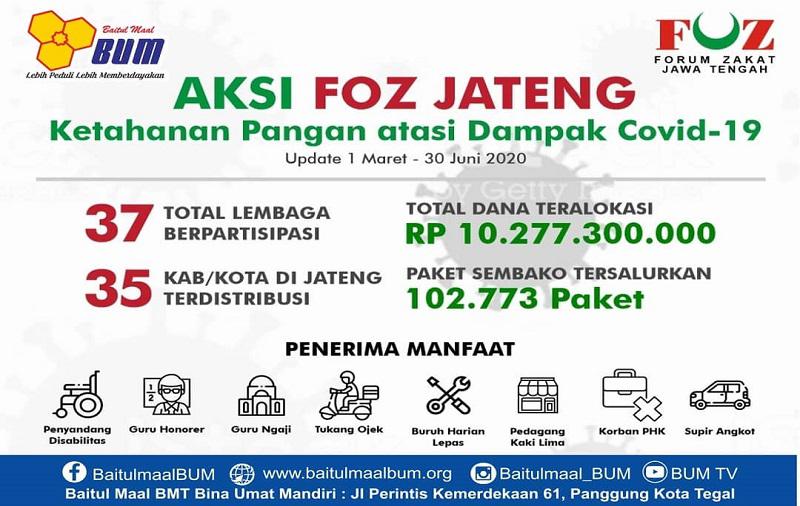 Baitul Maal
BUM
Lebih Peduli Lebih Memberdayakan
FOZ
FORUM ZAKAT
JAWA TENGAH
AKSI FOZ JATENG
Ketahanan Pangan atasi Dampak Covid-19
Update 1 Maret - 30 Juni 2020
37 TOTAL LEMBAGA
BERPARTISIPASI
TOTAL DANA TERALOKASI
RP 10.277.300.000
35 KAB/KOTA DI JATENG
TERDISTRIBUSI
PAKET SEMBAKO TERSALURKAN
102.773 Paket
PENERIMA MANFAAT
Penyandang
Disabilitas
1/2
Guru Honorer
Guru Ngaji
Tukang Ojek
Buruh Harian
Lepas
Pedagang
Kaki Lima
Korban PHK
Supir Angkot
BaitulmaalBUM www.baitulmaalbum.org Baitulmaal_BUM BUM TV
Baitul Maal BMT Bina Umat Mandiri : Jl Perintis Kemerdekaan 61, Panggung Kota Tegal